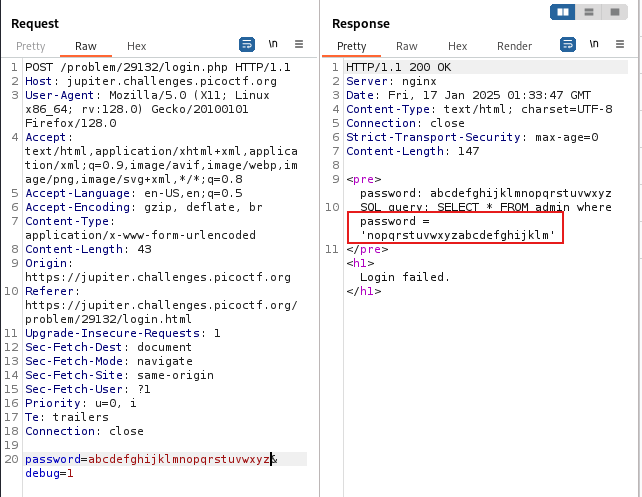 Request
Pretty Raw Hex
\n
1 POST /problem/29132/login.php HTTP/1.1
2 Host: jupiter.challenges.picoctf.org
3 User-Agent: Mozilla/5.0 (X11; Linux
x86_64; rv:128.0) Gecko/20100101
Firefox/128.0
4 Accept:
text/html,application/xhtml+xml,applica
tion/xml;q=0.9,image/avif,image/webp,im
age/png,image/svg+xml,*/*;q=0.8
5 Accept-Language: en-US,en;q=0.5
6 Accept-Encoding: gzip, deflate, br
7 Content-Type:
application/x-www-form-urlencoded
8 Content-Length: 43
9 Origin:
https://jupiter.challenges.picoctf.org
10 Referer:
https://jupiter.challenges.picoctf.org/
problem/29132/login.html
11 Upgrade-Insecure-Requests: 1
12 Sec-Fetch-Dest: document
13 Sec-Fetch-Mode: navigate
14 Sec-Fetch-Site: same-origin
15 Sec-Fetch-User: ?1
16 Priority: u=0, i
17 Te: trailers
18 Connection: close
19
20 password=abcdefghijklmnopqrstuvwxyz&
debug=1
Response
Pretty Raw Hex Render
\n
1 HTTP/1.1 200 OK
2 Server: nginx
3 Date: Fri, 17 Jan 2025 01:33:47 GMT
4 Content-Type: text/html; charset=UTF-8
5 Connection: close
6 Strict-Transport-Security: max-age=0
7 Content-Length: 147
8
9 <pre>
password: abcdefghijklmnopqrstuvwxyz
10 SQL query: SELECT * FROM admin where
password =
'nopqrstuvwxyzabcdefghijklm'
11 </pre>
<h1>
Login failed.
</h1>